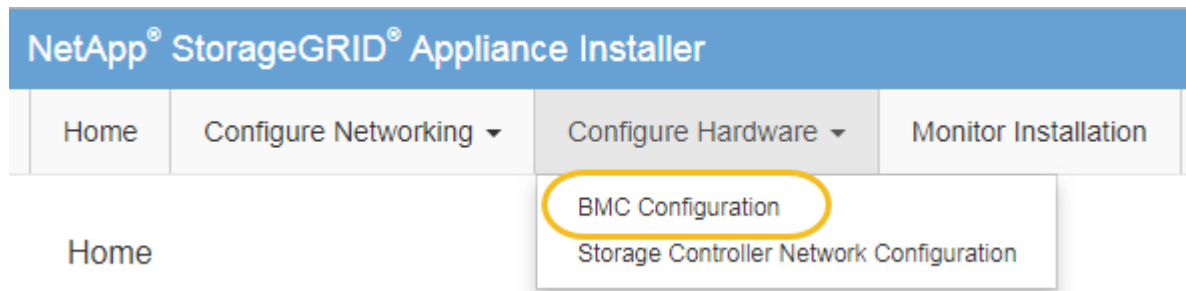 NetApp® StorageGRID® Appliance Installer
Home Configure Networking Configure Hardware Monitor Installation
BMC Configuration
Home
Storage Controller Network Configuration